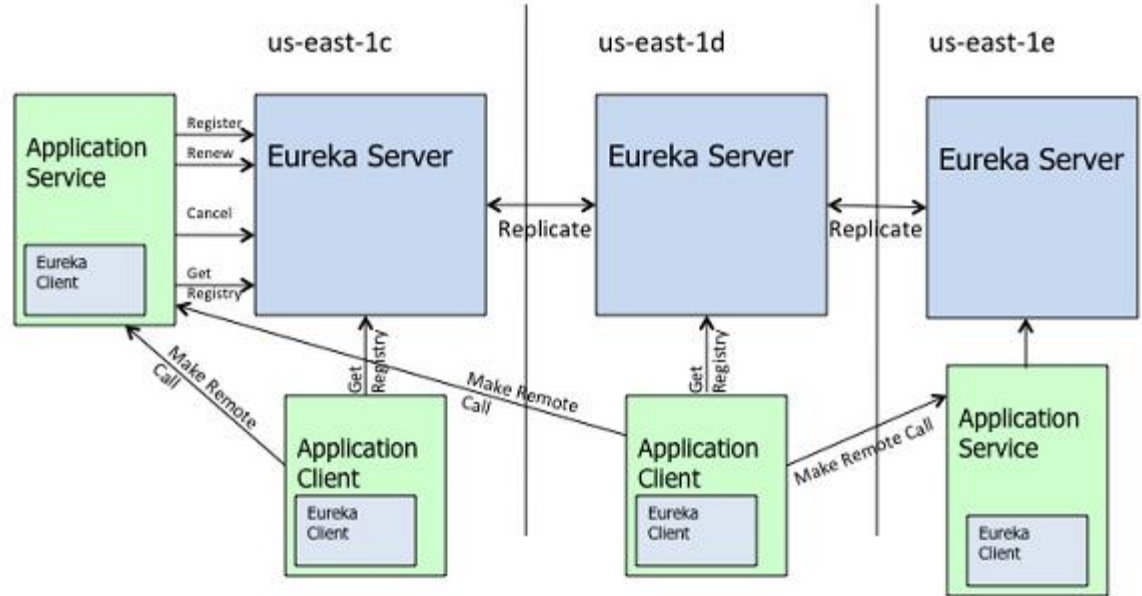 us-east-1c
us-east-1d
us-east-1e
Application
Service
Eureka
Client
Register
Renew
Cancel
Get
Registry
Eureka Server
Replicate
Eureka Server
Replicate
Eureka Server
Make Remote
Call
Get
Registry
Make Remote
Call
Get
Registry
Make Remote Call
Application
Client
Eureka
Client
Application
Client
Eureka
Client
Application
Service
Eureka
Client